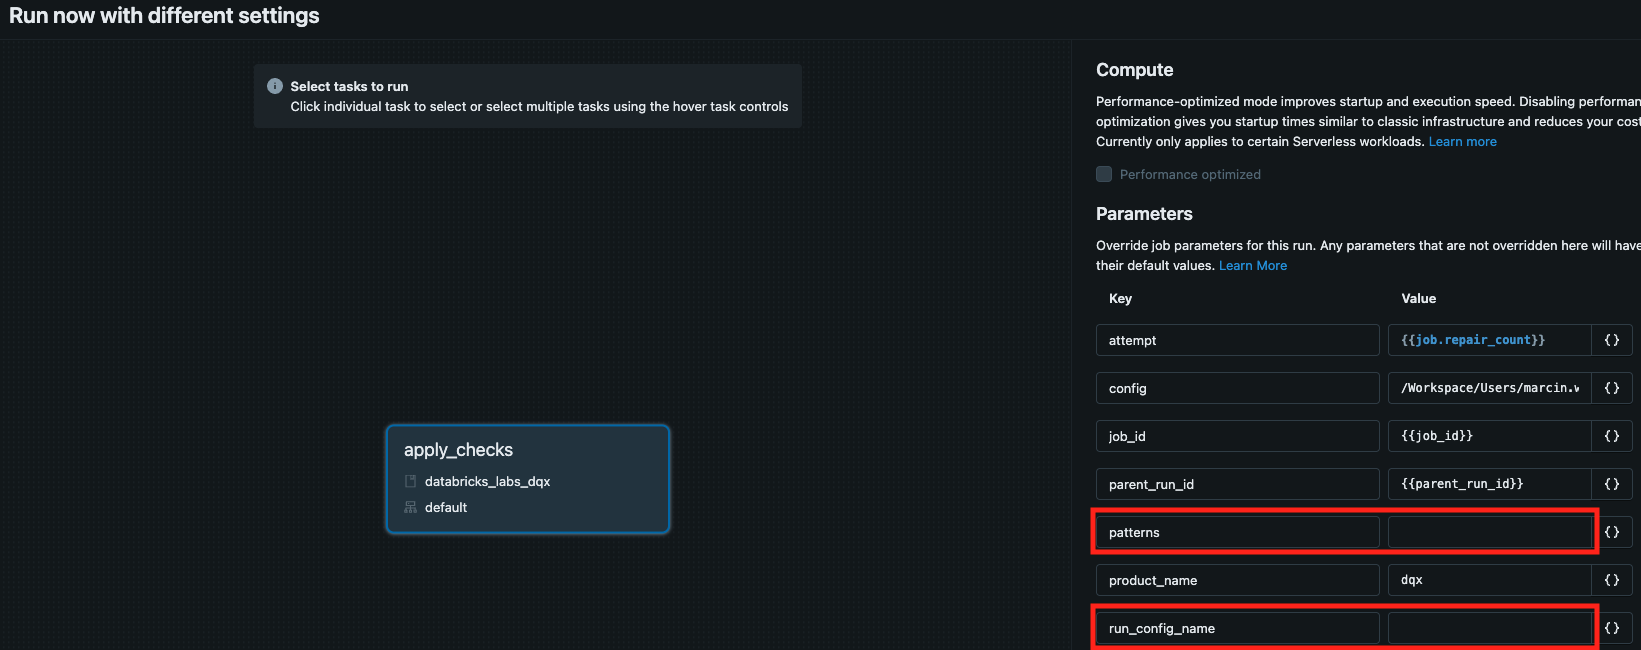 Run now with different settings
Select tasks to run
Click individual task to select or select multiple tasks using the hover task controls
apply_checks
databricks_labs_dqx
default
Compute
Performance-optimized mode improves startup and execution speed. Disabling
optimization gives you startup times similar to classic infrastructure and reduces your
Currently only applies to certain Serverless workloads. Learn more
Performance optimized
Parameters
Override job parameters for this run. Any parameters that are not overridden here will have
their default values. Learn More
Key Value
attempt {{job.repair_count}} {}
config /Workspace/Users/marcin. {}
job_id {{job_id}} {}
parent_run_id {{parent_run_id}} {}
patterns {}
product_name dqx {}
run_config_name {}